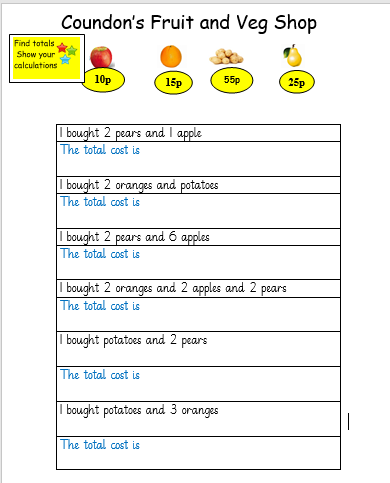 Coundon's Fruit and Veg Shop
Find totals
Show your
calculations
10p
15p
55p
25p
I bought 2 pears and 1 apple
The total cost is
I bought 2 oranges and potatoes
The total cost is
I bought 2 pears and 6 apples
The total cost is
I bought 2 oranges and 2 apples and 2 pears
The total cost is
I bought potatoes and 2 pears
The total cost is
I bought potatoes and 3 oranges
The total cost is